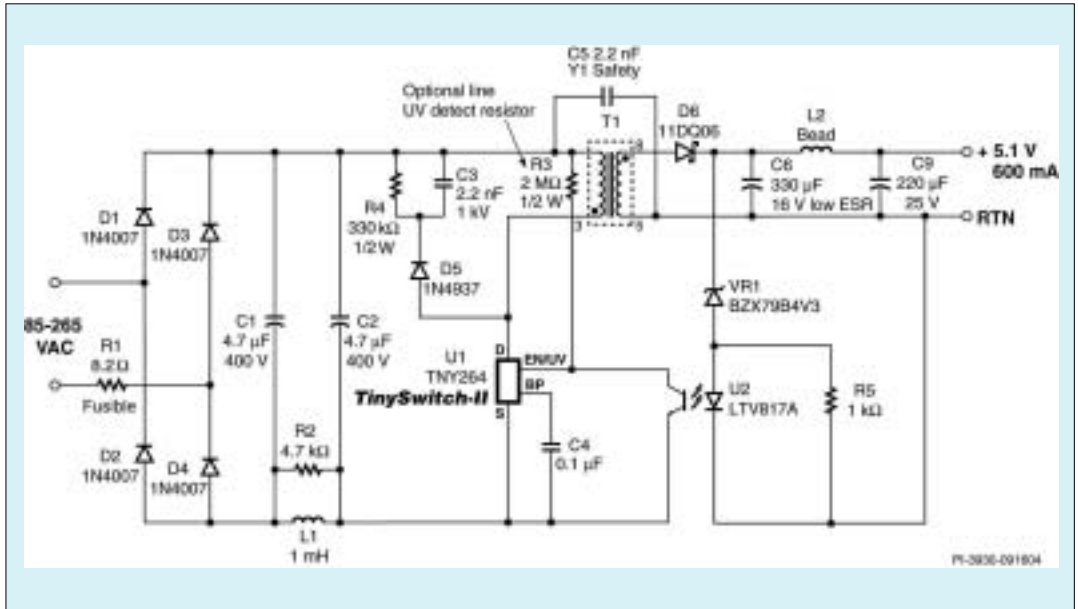 C5 2.2 nF
Y1 Safety
Optional line
UV detect resistor
T1
D6
11DQ06
L2
Bead
+ 5.1 V
600 mA
C3
2.2 nF
1 kV
R3
2 MΩ
1/2 W
C6
330 µF
16 V low ESR
C9
220 µF
25 V
R4
330 kΩ
1/2 W
D1
1N4007
D3
1N4007
3
RTN
D5
1N4937
VR1
BZX79B4V3
85-265
VAC
R1
8.2Ω
Fusible
C1
4.7 µF
400 V
C2
4.7 µF
400 V
U1
TNY264
TinySwitch-II
D
EN/UV
BP
S
U2
LTV817A
R5
1 kΩ
R2
4.7 kΩ
C4
0.1 µF
D2
1N4007
D4
1N4007
L1
1 mH
PI-3930-091604